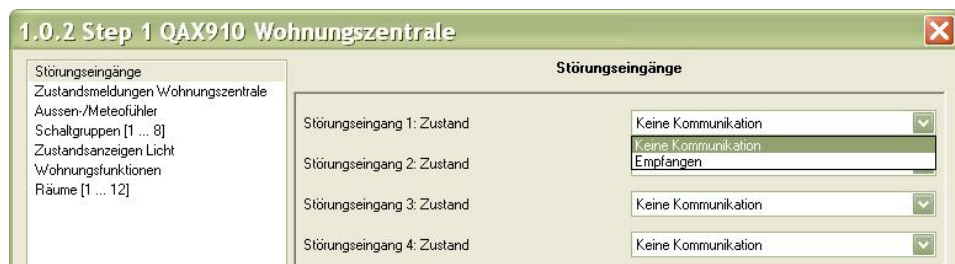 1.0.2 Step 1 QAX910 Wohnungszentrale
Störungseingänge
Zustandsmeldungen Wohnungszentrale
Aussen-/Meteofühler
Schaltgruppen [1 ... 8]
Zustandsanzeigen Licht
Wohnungsfunktionen
Räume [1 ... 12]
Störungseingänge
Störungseingang 1: Zustand
Keine Kommunikation
Keine Kommunikation
Empfangen
Störungseingang 2: Zustand
Störungseingang 3: Zustand
Keine Kommunikation
Störungseingang 4: Zustand
Keine Kommunikation